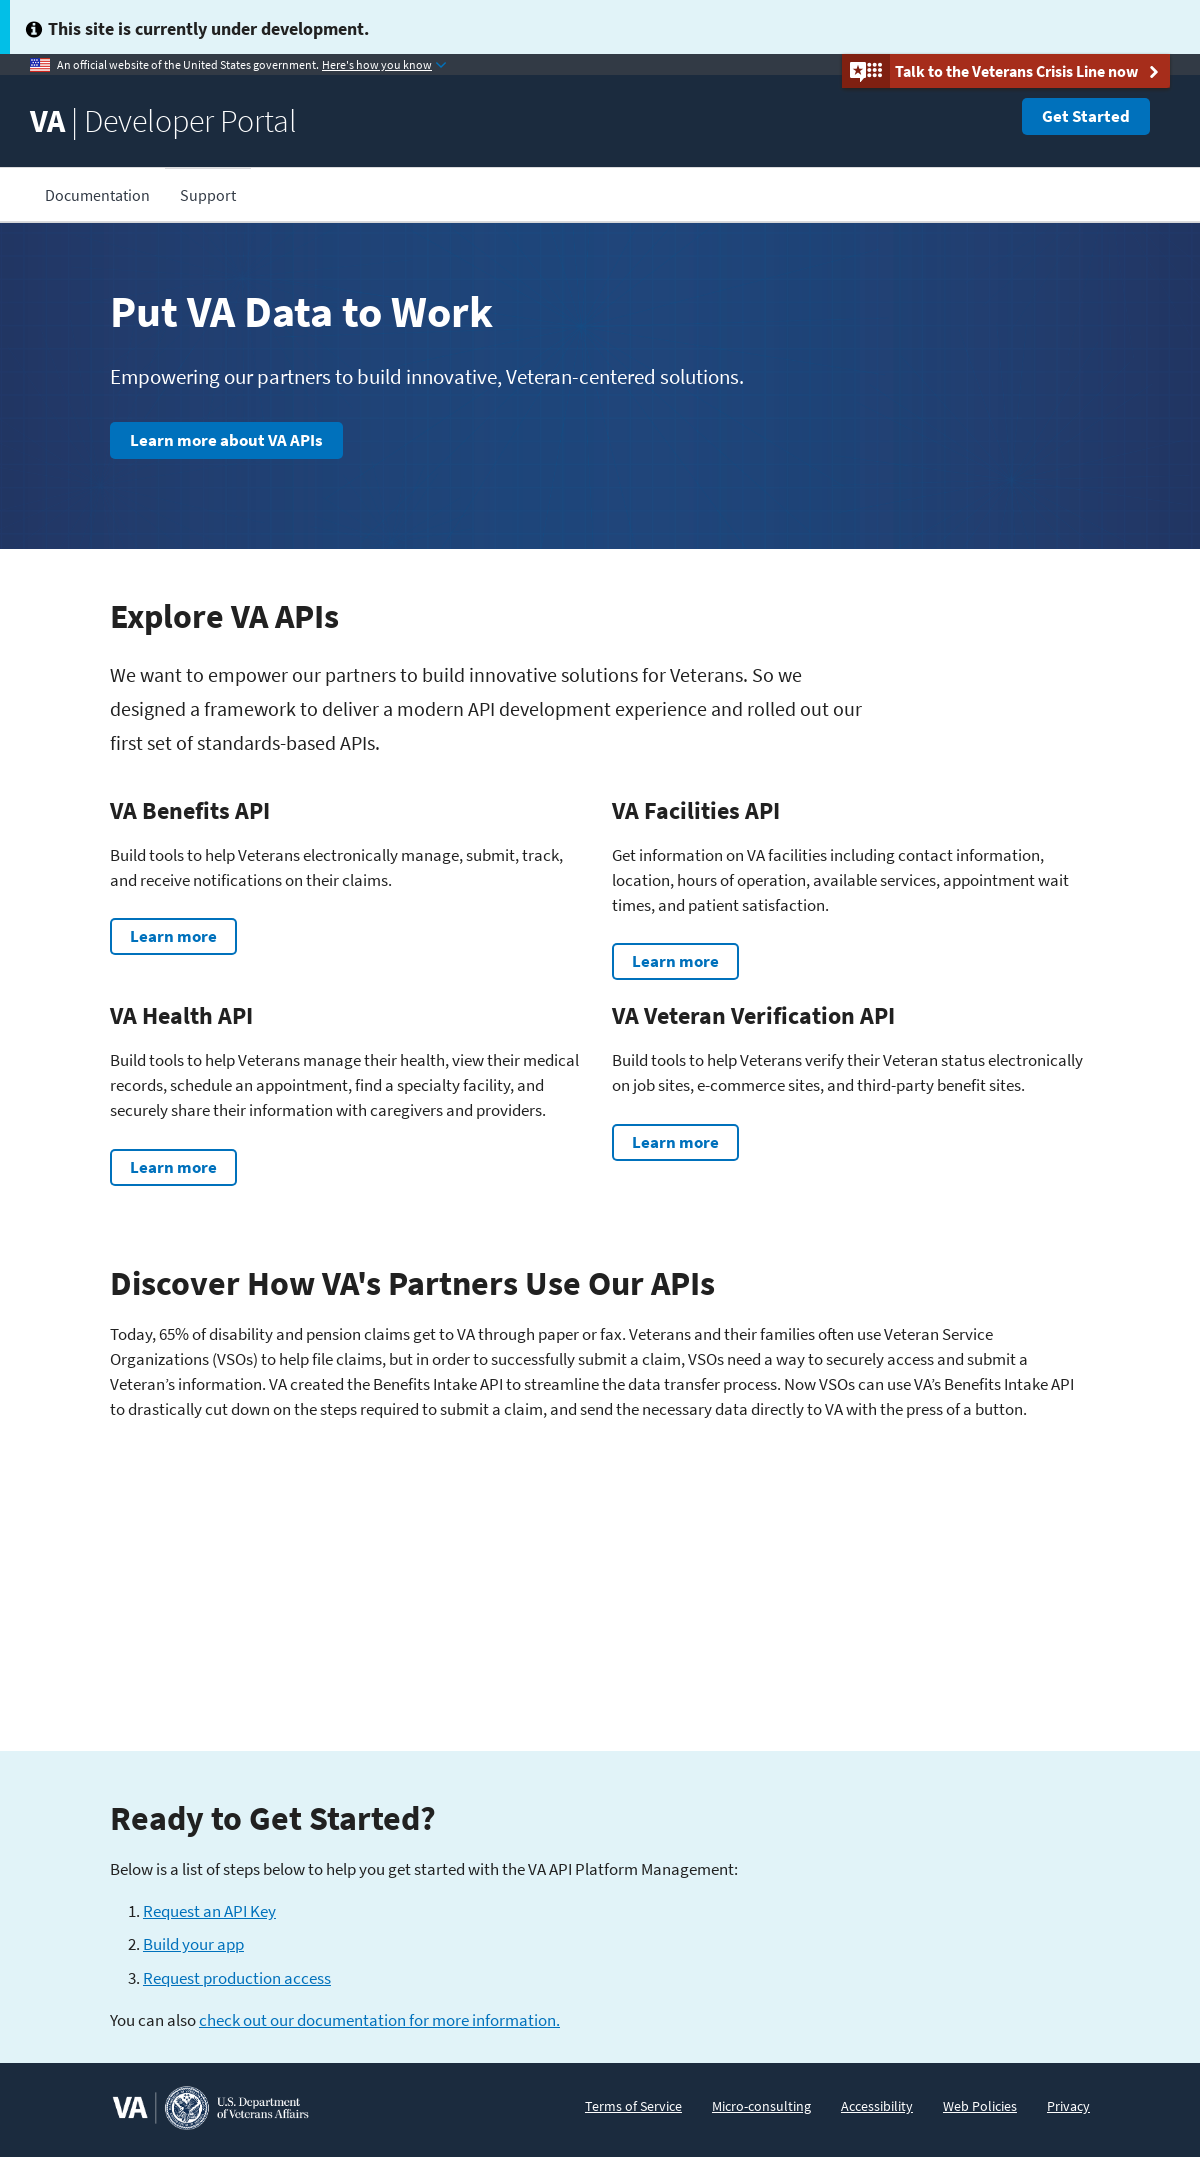 This site is currently under development.
An official website of the United States government. Here's how you know
Talk to the Veterans Crisis Line now
VA | Developer Portal
Get Started
Documentation
Support
Put VA Data to Work
Empowering our partners to build innovative, Veteran-centered solutions.
Learn more about VA APIs
Explore VA APIs
We want to empower our partners to build innovative solutions for Veterans. So we
designed a framework to deliver a modern API development experience and rolled out our
first set of standards-based APIs.
VA Benefits API
Build tools to help Veterans electronically manage, submit, track,
and receive notifications on their claims.
Learn more
VA Facilities API
Get information on VA facilities including contact information,
location, hours of operation, available services, appointment wait
times, and patient satisfaction.
Learn more
VA Health API
Build tools to help Veterans manage their health, view their medical
records, schedule an appointment, find a specialty facility, and
securely share their information with caregivers and providers.
Learn more
VA Veteran Verification API
Build tools to help Veterans verify their Veteran status electronically
on job sites, e-commerce sites, and third-party benefit sites.
Learn more
Discover How VA's Partners Use Our APIs
Today, 65% of disability and pension claims get to VA through paper or fax. Veterans and their families often use Veteran Service
Organizations (VSOs) to help file claims, but in order to successfully submit a claim, VSOs need a way to securely access and submit a
Veteran’s information. VA created the Benefits Intake API to streamline the data transfer process. Now VSOs can use VA’s Benefits Intake API
to drastically cut down on the steps required to submit a claim, and send the necessary data directly to VA with the press of a button.
Ready to Get Started?
Below is a list of steps below to help you get started with the VA API Platform Management:
1. Request an API Key
2. Build your app
3. Request production access
You can also check out our documentation for more information.
VA
U.S. Department
of Veterans Affairs
Terms of Service
Micro-consulting
Accessibility
Web Policies
Privacy